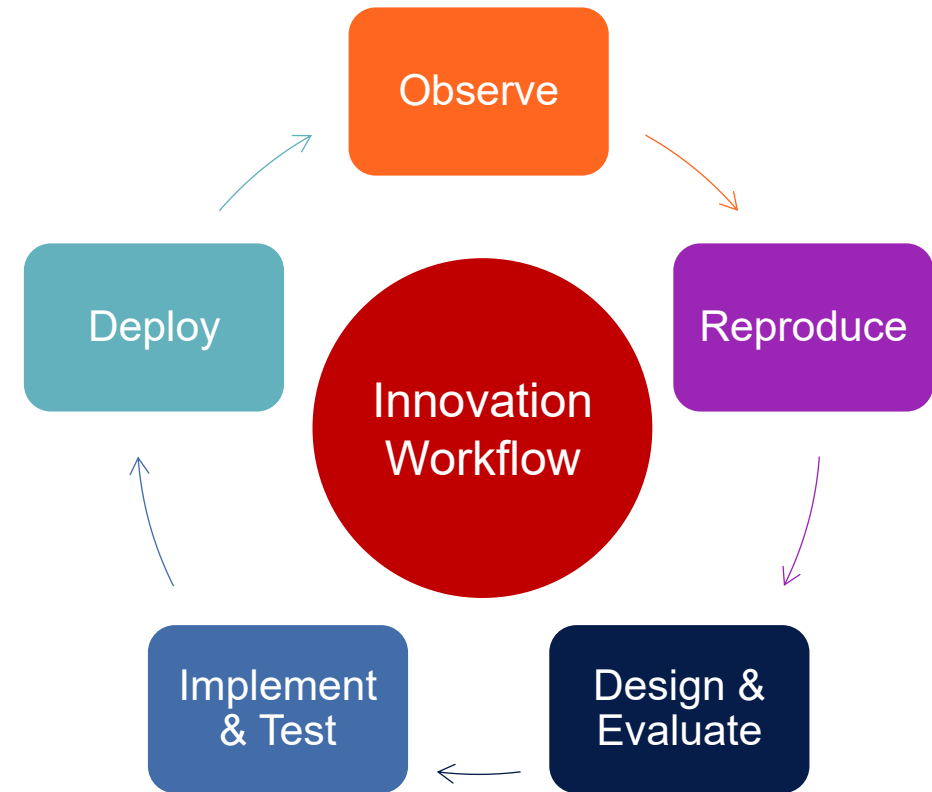 Observe
Reproduce
Design &
Evaluate
Implement
& Test
Deploy
Innovation
Workflow